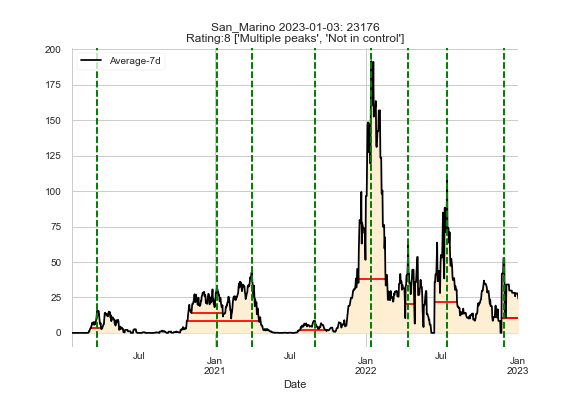 San_Marino 2023-01-03: 23176
Rating:8 ['Multiple peaks', 'Not in control']
Average-7d
200
175
150
125
100
75
50
25
0
Jul
Jan
2021
Jul
Jan
2022
Jul
Jan
2023
Date